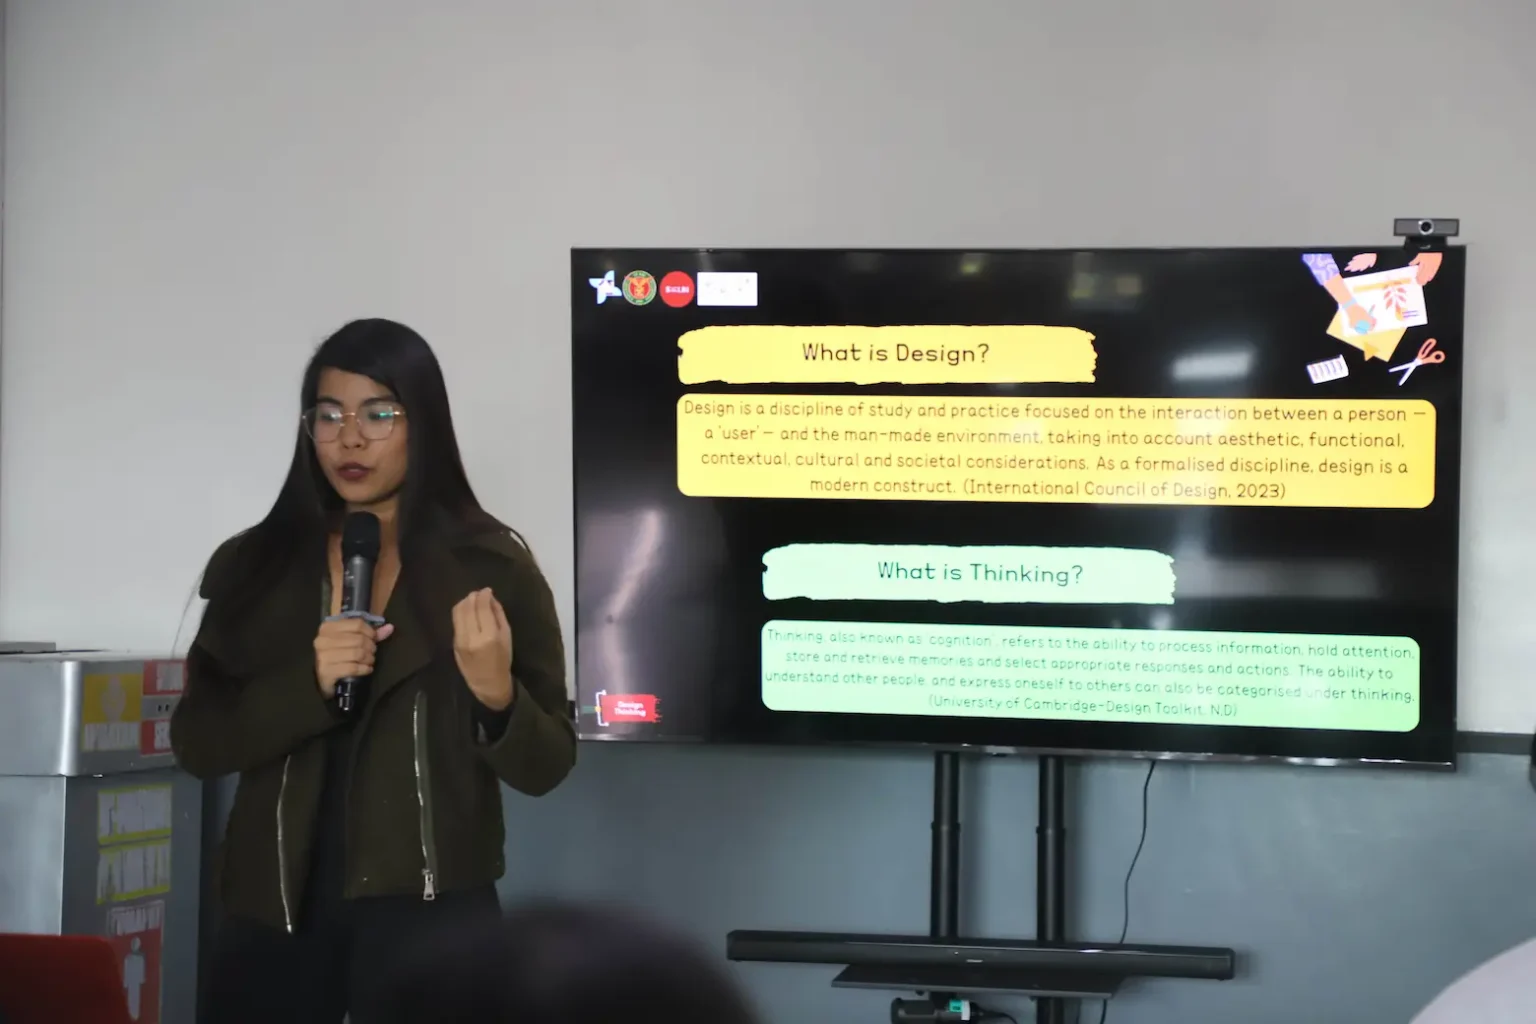 What is Design?
Design is a discipline of study and practice focused on the interaction between a person –
a 'user' – and the man-made environment, taking into account aesthetic, functional,
contextual, cultural and societal considerations. As a formalised discipline, design is a
modern construct. (International Council of Design, 2023)
What is Thinking?
Thinking, also known as 'cognition', refers to the ability to process information, hold attention,
store and retrieve memories and select appropriate responses and actions. The ability to
understand other people, and express oneself to others can also be categorised under thinking.
(University of Cambridge-Design Toolkit, N.D)
Design
Thinking